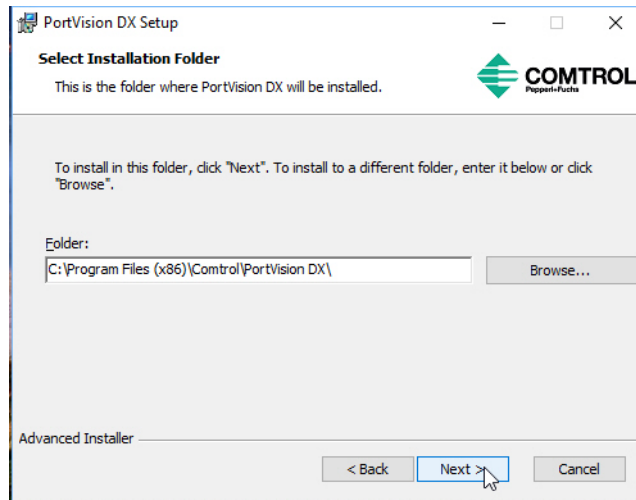 PortVision DX Setup
Select Installation Folder
This is the folder where PortVision DX will be installed.
COMTROL
Pepperl+Fuchs
To install in this folder, click "Next". To install to a different folder, enter it below or click
"Browse".
Folder:
C:\Program Files (x86)\Comtrol\PortVision DX\
Browse...
Advanced Installer
< Back
Next >
Cancel